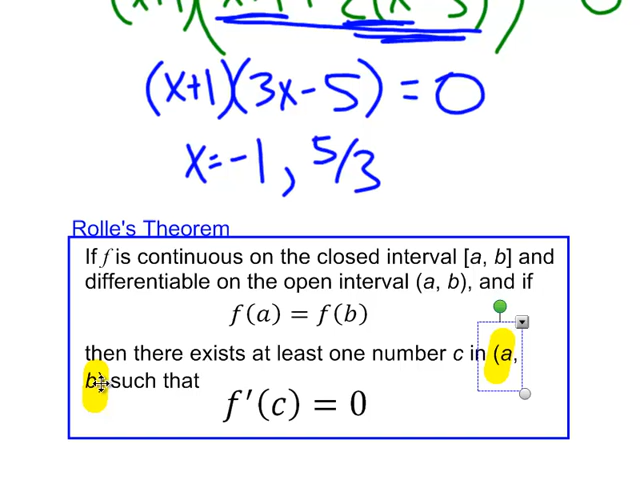 (x+1)(3x-5)=0
x=-1, 5/3
Rolle's Theorem
If f is continuous on the closed interval [a, b] and
differentiable on the open interval (a, b), and if
f(a) = f(b)
then there exists at least one number c in (a,
b) such that
f′(c) = 0